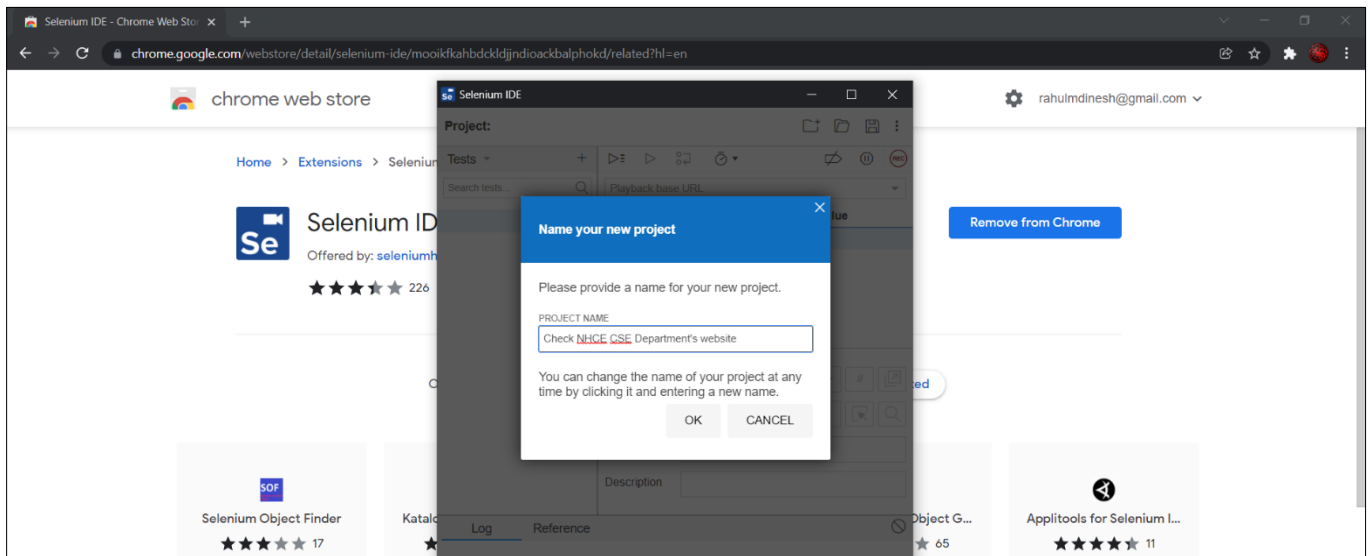 Selenium IDE - Chrome Web Sto
chrome.google.com/webstore/detail/selenium-ide/mooikfkahbdckldjjndioackbalphokd/related?hl=en
chrome web store
rahulmdinesh@gmail.com
Home > Extensions > Selenium
Selenium ID
Offered by: seleniumh
226
Remove from Chrome
Se Selenium IDE
Project:
Tests
REC
Search tests...
Playback base URL
lue
Name your new project
Please provide a name for your new project.
PROJECT NAME
Check NHCE CSE Department's website
You can change the name of your project at any
time by clicking it and entering a new name.
OK CANCEL
//
Description
Log Reference
Se
SOF
Selenium Object Finder
17
Katalo
Object G...
65
Applitools for Selenium I...
11